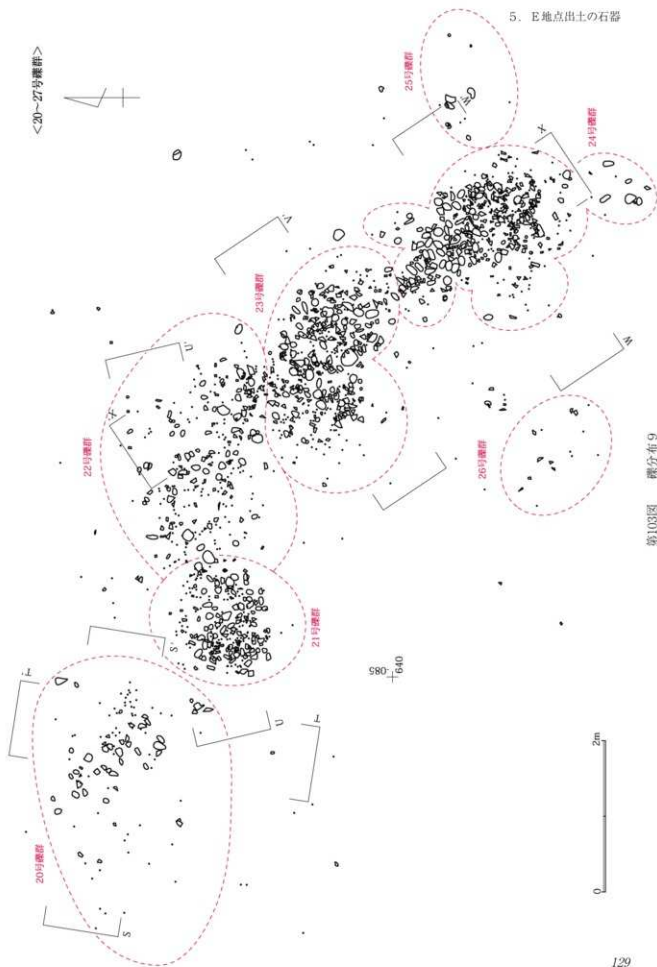 5. E地点出土の石器
<20~27号礫群>
25号礫群
W'
24号礫群
X
V'
23号礫群
U'
X'
22号礫群
W
26号礫群
21号礫群
S'
T'
U
T
20号礫群
S
-085
640
0
2m
第103図 礫分布9
129